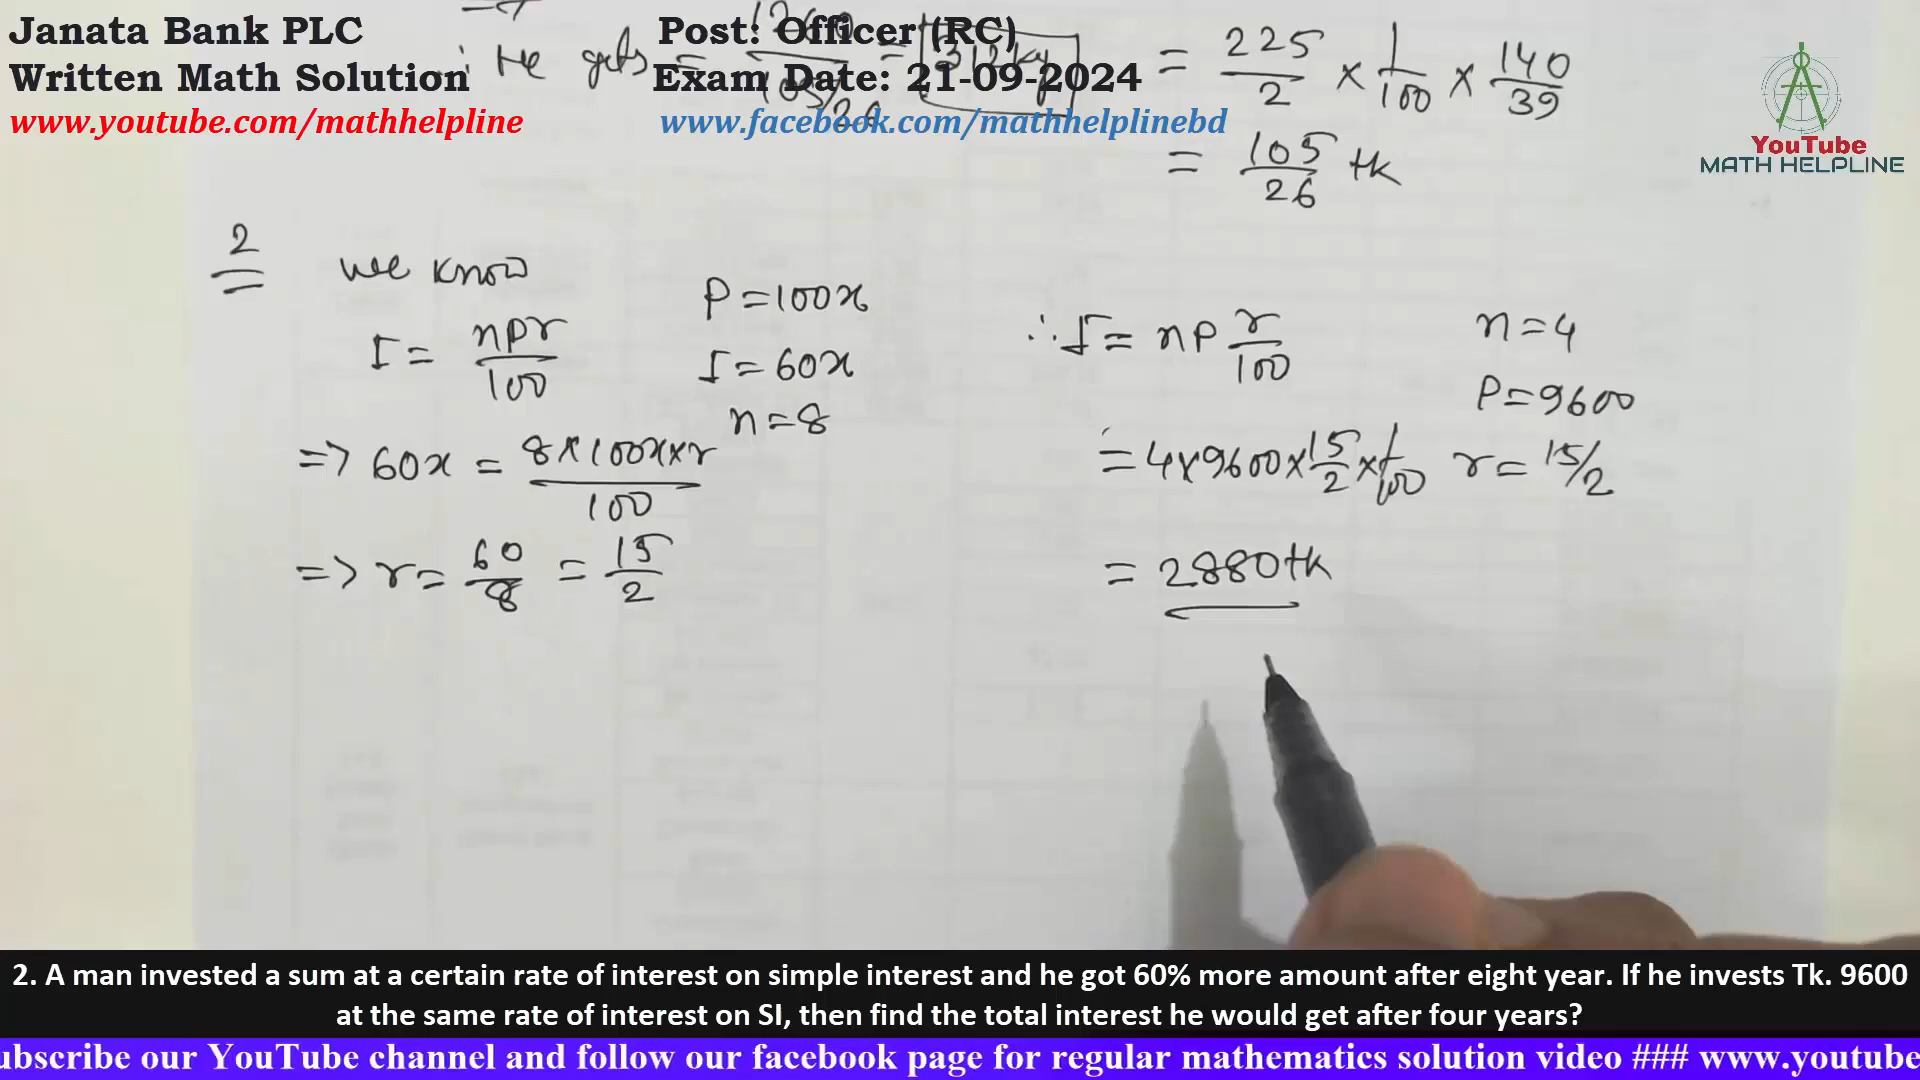 Janata Bank PLC
Post: Officer (RC)
Written Math Solution
Exam Date: 21-09-2024
www.youtube.com/mathhelpline
www.facebook.com/mathhelplinebd
YouTube
MATH HELPLINE
He gets =
= 225/2 × 1/100 × 140/39
= 105/26 tk
2
we know
I = npr/100
P = 100x
I = 60x
n = 8
=> 60x = 8×100x×r/100
=> r = 60/8 = 15/2
∴ I = nP r/100
n = 4
P = 9600
= 4×9600×15/2×1/100
r = 15/2
= 2880tk
2. A man invested a sum at a certain rate of interest on simple interest and he got 60% more amount after eight year. If he invests Tk. 9600
at the same rate of interest on SI, then find the total interest he would get after four years?
ubscribe our YouTube channel and follow our facebook page for regular mathematics solution video ### www.youtube